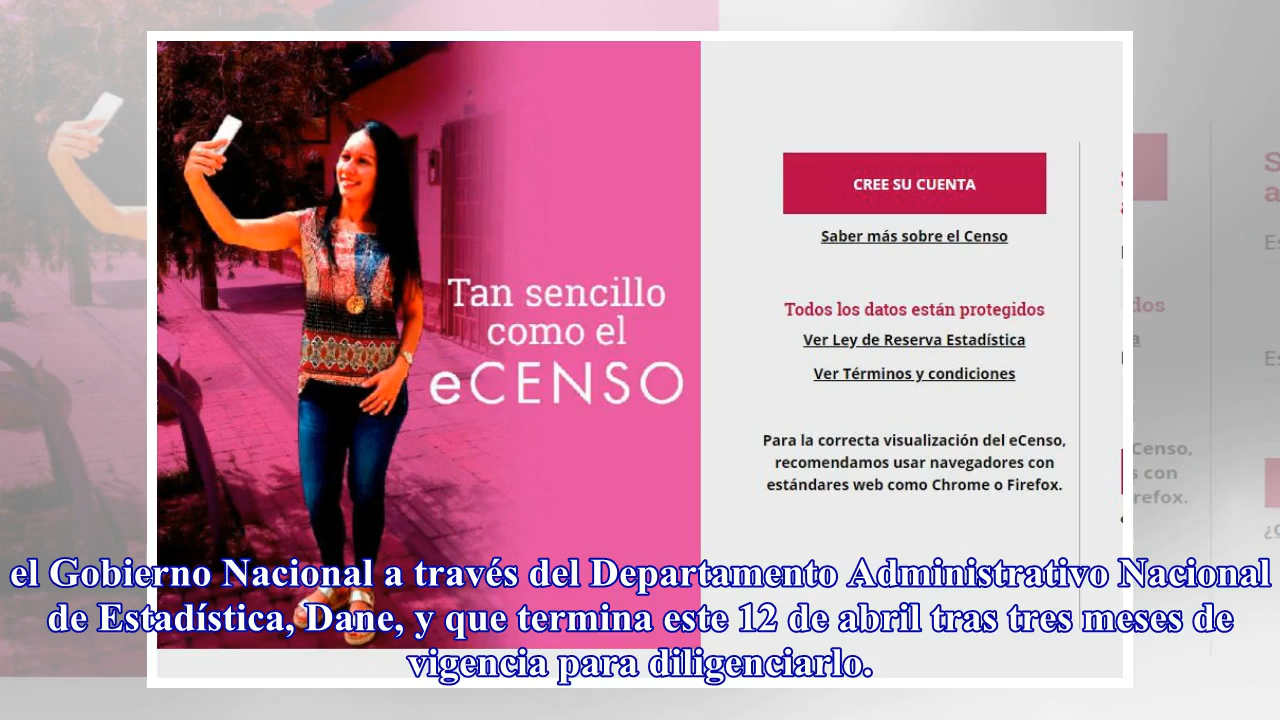 Tan sencillo
como el
eCENSO
CREE SU CUENTA
Saber más sobre el Censo
Todos los datos están protegidos
Ver Ley de Reserva Estadística
Ver Términos y condiciones
Para la correcta visualización del eCenso,
recomendamos usar navegadores con
estándares web como Chrome o Firefox.
Censo,
con
refox.
el Gobierno Nacional a través del Departamento Administrativo Nacional
de Estadística, Dane, y que termina este 12 de abril tras tres meses de
vigencia para diligenciarlo.